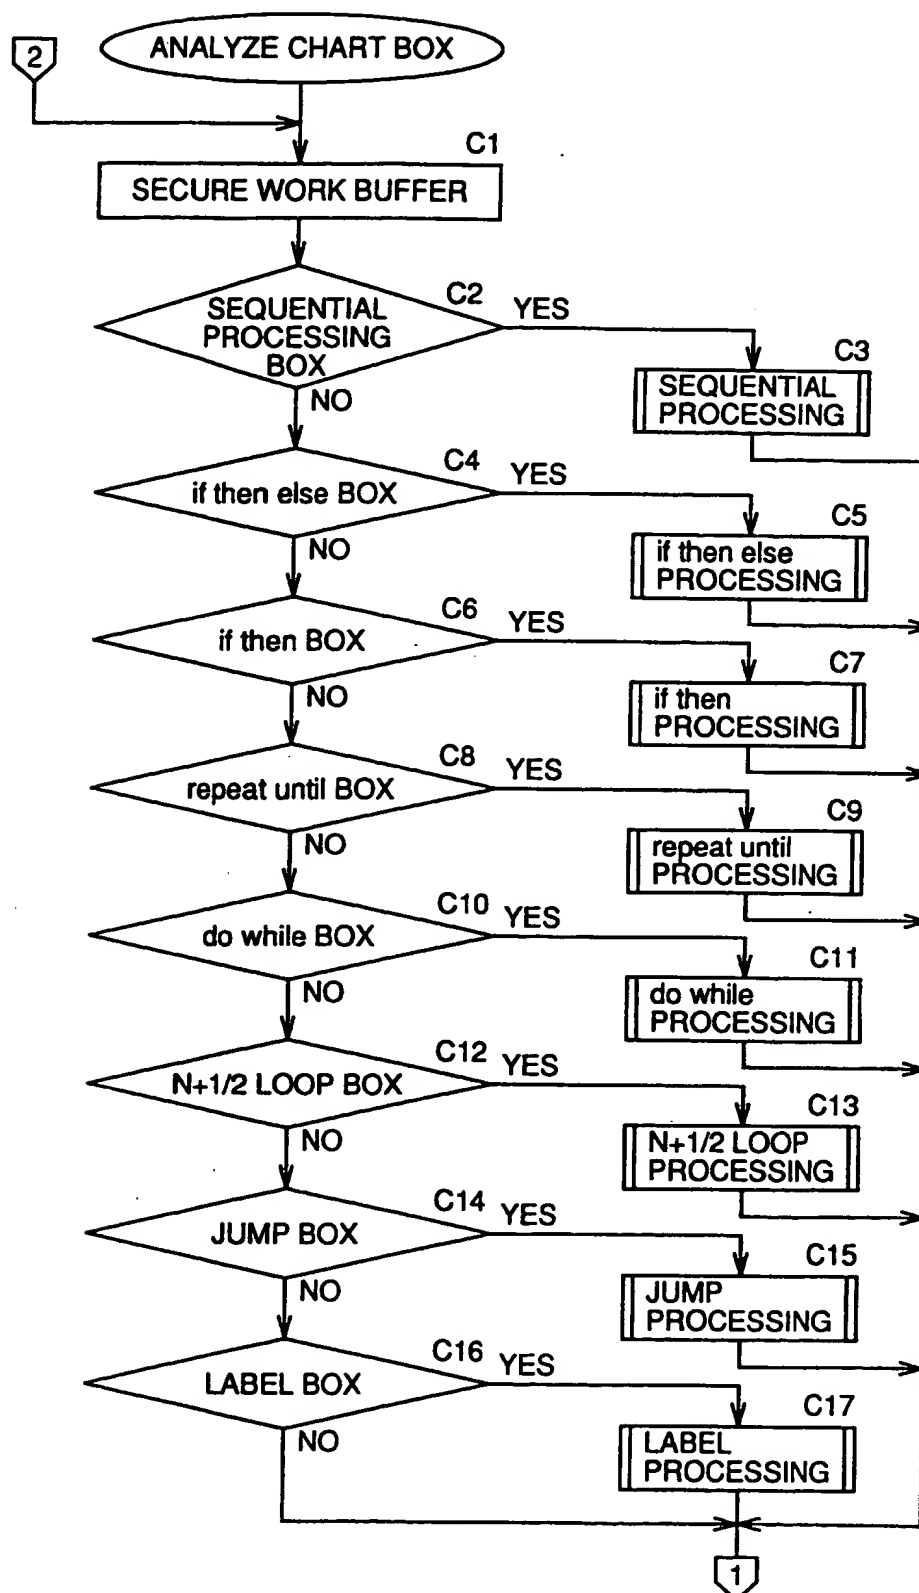 2
ANALYZE CHART BOX
C1
SECURE WORK BUFFER
C2
YES
SEQUENTIAL
PROCESSING
BOX
NO
C3
SEQUENTIAL
PROCESSING
C4
YES
if then else BOX
NO
C5
if then else
PROCESSING
C6
YES
if then BOX
NO
C7
if then
PROCESSING
C8
YES
repeat until BOX
NO
C9
repeat until
PROCESSING
C10
YES
do while BOX
NO
C11
do while
PROCESSING
C12
YES
N+1/2 LOOP BOX
NO
C13
N+1/2 LOOP
PROCESSING
C14
YES
JUMP BOX
NO
C15
JUMP
PROCESSING
C16
YES
LABEL BOX
NO
C17
LABEL
PROCESSING
1